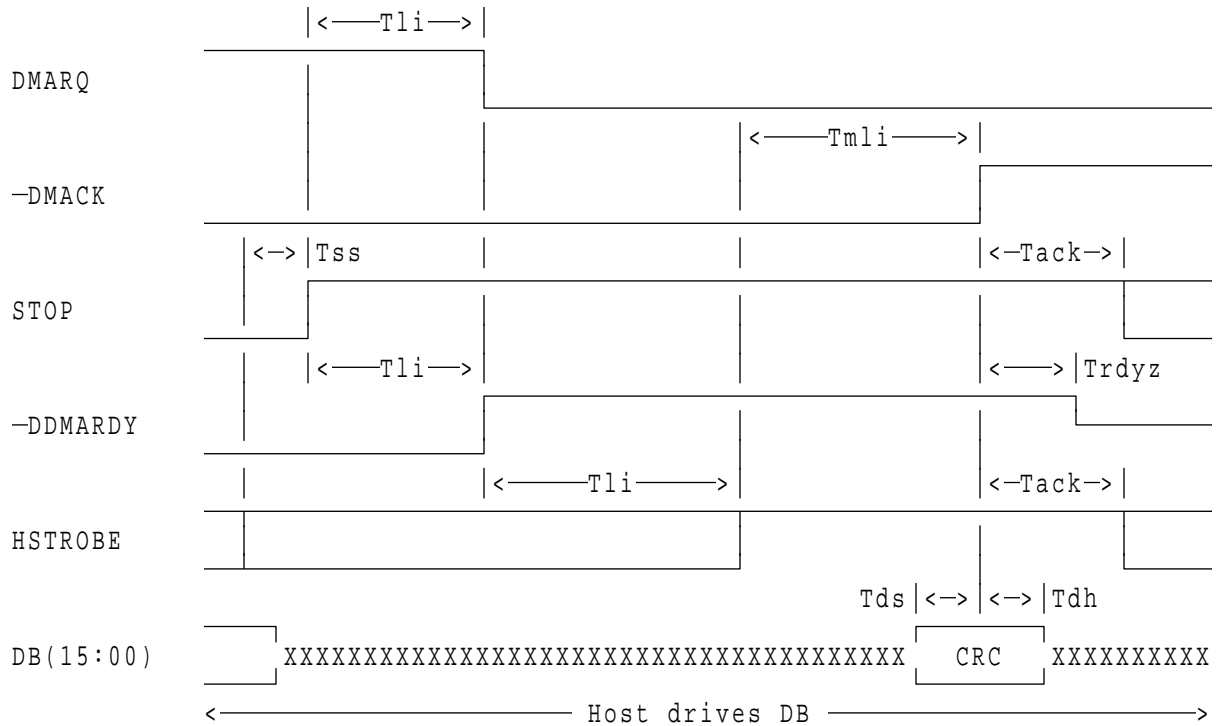 |<——Tli—>|
DMARQ
|<———Tmli———>|
—DMACK
|<—>|Tss |<—Tack—>|
STOP
|<——Tli—>| |<——>|Trdyz
—DDMARDY
|<————Tli————>| |<—Tack—>|
HSTROBE
Tds|<—>|<—>|Tdh
DB(15:00) XXXXXXXXXXXXXXXXXXXXXXXXXXXXXXXXXXXXXXX CRC XXXXXXXXXX
<—————— Host drives DB ——————>